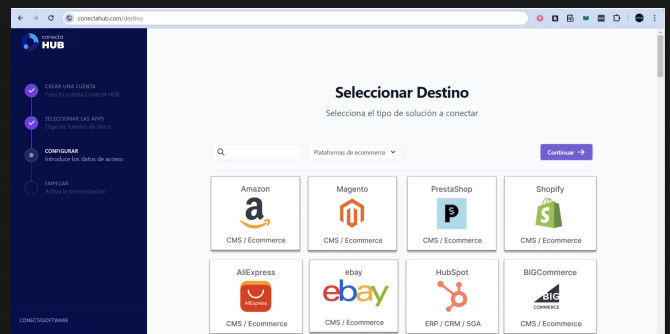 conectahub.com/destino
conecta
HUB
CREAR UNA CUENTA
Crea tu cuenta Conecta HUB
SELECCIONAR LAS APPS
Elige las fuentes de datos
CONFIGURAR
Introduce los datos de acceso
EMPEZAR
Activa la sincronización
CONECTASOFTWARE
Seleccionar Destino
Selecciona el tipo de solución a conectar
Plataformas de ecommerce
Continuar →
Amazon
a
CMS / Ecommerce
Magento
CMS / Ecommerce
PrestaShop
P
CMS / Ecommerce
Shopify
S
CMS / Ecommerce
AliExpress
AliExpress
CMS / Ecommerce
ebay
ebay
CMS / Ecommerce
HubSpot
ERP / CRM / SGA
BIGCommerce
BIG
COMMERCE
CMS / Ecommerce